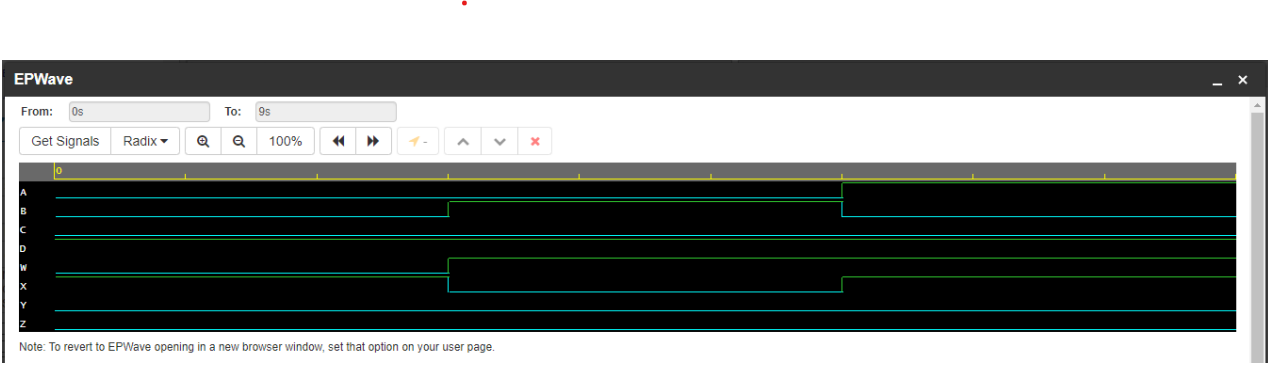 EPWave
From: 0s To: 9s
Get Signals Radix 100% -
0
A
B
C
D
W
X
Y
Z
Note: To revert to EPWave opening in a new browser window, set that option on your user page.